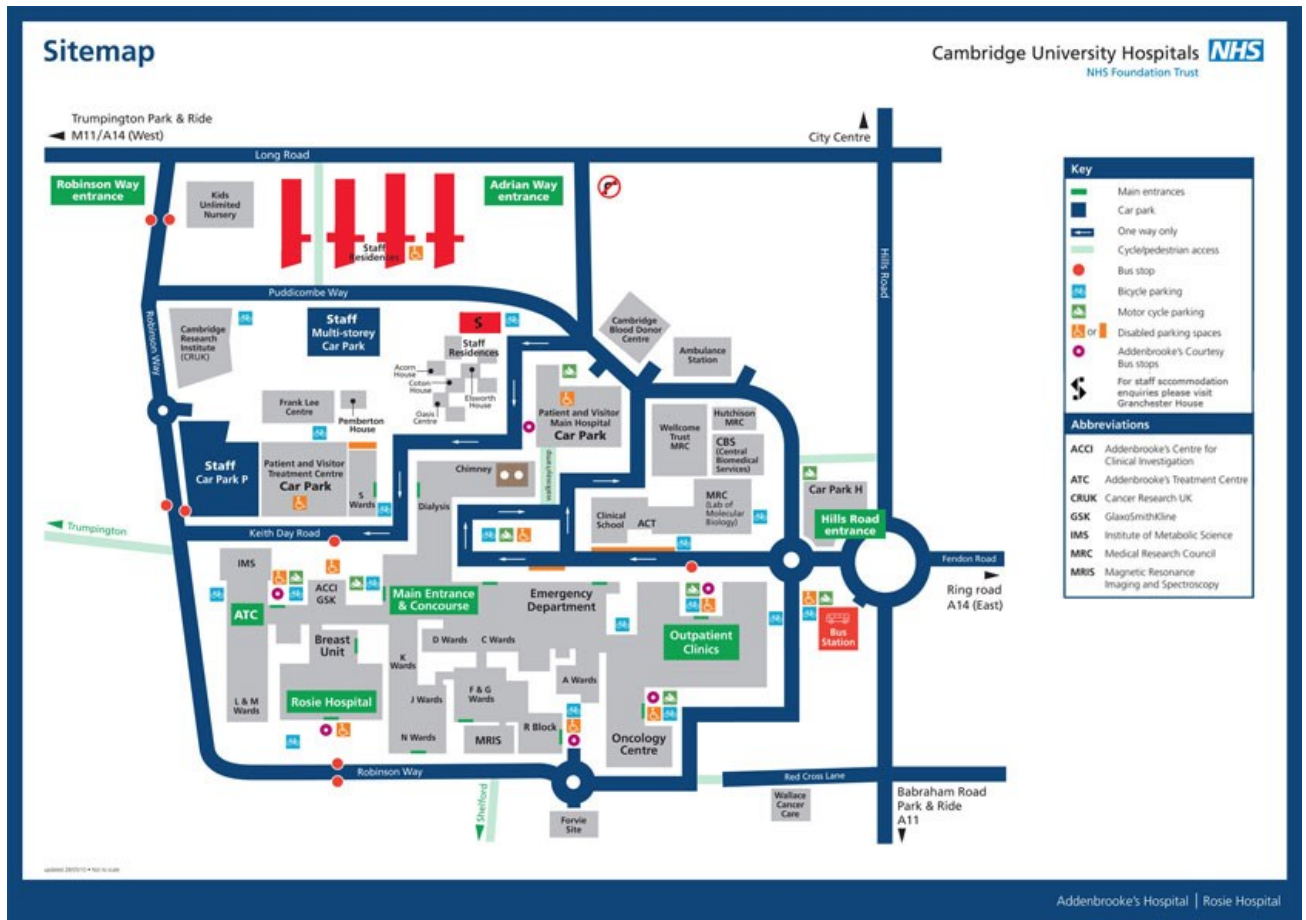 Sitemap
Cambridge University Hospitals NHS
NHS Foundation Trust
Trumpington Park & Ride
M11/A14 (West)
City Centre
Long Road
Robinson Way
entrance
Kids
Unlimited
Nursery
Adrian Way
entrance
Staff
Residences
Hills Road
Puddicombe Way
Robinson Way
Cambridge
Research
Institute
(CRUK)
Staff
Multi-storey
Car Park
S
Staff
Residences
Cambridge
Blood Donor
Centre
Ambulance
Station
Acorn
House
Coton
House
Elsworth
House
Oasis
Centre
Frank Lee
Centre
Pemberton
House
Patient and Visitor
Main Hospital
Car Park
Wellcome
Trust
MRC
Hutchison
MRC
CBS
(Central
Biomedical
Services)
Staff
Car Park P
Patient and Visitor
Treatment Centre
Car Park
S
Wards
Chimney
walkway/ramp
Dialysis
Clinical
School
ACT
MRC
(Lab of
Molecular
Biology)
Car Park H
Hills Road
entrance
Trumpington
Keith Day Road
Fendon Road
Ring road
A14 (East)
IMS
ACCI
GSK
ATC
Main Entrance
& Concourse
Emergency
Department
Outpatient
Clinics
Bus
Station
Breast
Unit
D Wards
C Wards
K
Wards
A Wards
L & M
Wards
Rosie Hospital
J Wards
F & G
Wards
N Wards
MRIS
R Block
Oncology
Centre
Robinson Way
Shelford
Forvie
Site
Red Cross Lane
Wallace
Cancer
Care
Babraham Road
Park & Ride
A11
Key
Main entrances
Car park
One way only
Cycle/pedestrian access
Bus stop
Bicycle parking
Motor cycle parking
or Disabled parking spaces
Addenbrooke's Courtesy
Bus stops
S For staff accommodation
enquiries please visit
Granchester House
Abbreviations
ACCI Addenbrooke's Centre for
Clinical Investigation
ATC Addenbrooke's Treatment Centre
CRUK Cancer Research UK
GSK GlaxoSmithKline
IMS Institute of Metabolic Science
MRC Medical Research Council
MRIS Magnetic Resonance
Imaging and Spectroscopy
Not to scale
Addenbrooke's Hospital | Rosie Hospital